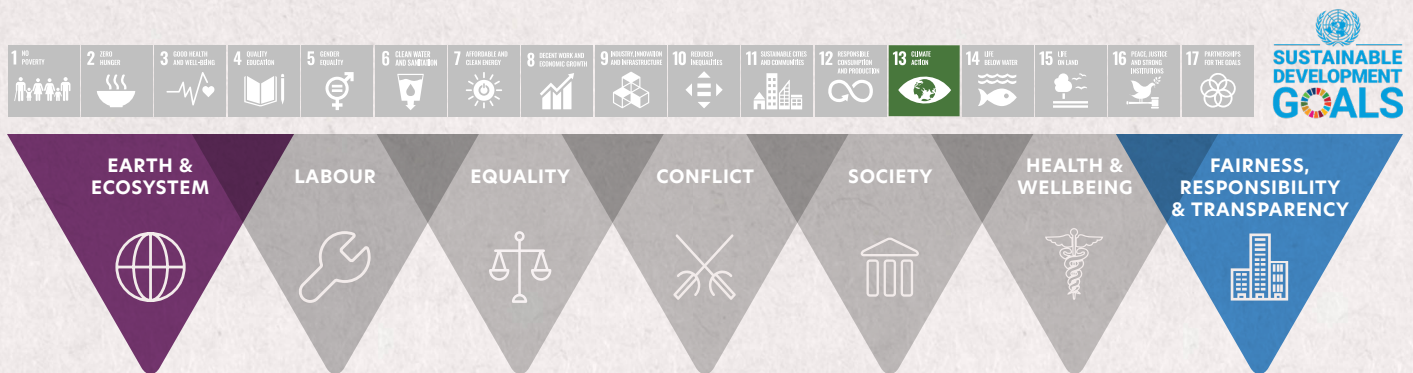 1 NO
POVERTY
2 ZERO
HUNGER
3 GOOD HEALTH
AND WELL-BEING
4 QUALITY
EDUCATION
5 GENDER
EQUALITY
6 CLEAN WATER
AND SANITATION
7 AFFORDABLE AND
CLEAN ENERGY
8 DECENT WORK AND
ECONOMIC GROWTH
9 INDUSTRY, INNOVATION
AND INFRASTRUCTURE
10 REDUCED
INEQUALITIES
11 SUSTAINABLE CITIES
AND COMMUNITIES
12 RESPONSIBLE
CONSUMPTION
AND PRODUCTION
13 CLIMATE
ACTION
14 LIFE
BELOW WATER
15 LIFE
ON LAND
16 PEACE, JUSTICE
AND STRONG
INSTITUTIONS
17 PARTNERSHIPS
FOR THE GOALS
SUSTAINABLE
DEVELOPMENT
GOALS
EARTH &
ECOSYSTEM
LABOUR
EQUALITY
CONFLICT
SOCIETY
HEALTH &
WELLBEING
FAIRNESS,
RESPONSIBILITY
& TRANSPARENCY